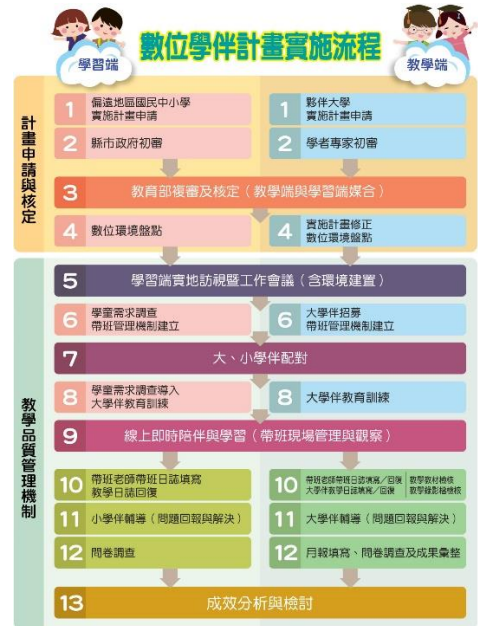 數位學伴計畫實施流程
學習端
教學端
計畫申請與核定
1 偏遠地區國民中小學
實施計畫申請
1 夥伴大學
實施計畫申請
2 縣市政府初審
2 學者專家初審
3 教育部複審及核定（教學端與學習端媒合）
4 數位環境盤點
4 實施計畫修正
數位環境盤點
教學品質管理機制
5 學習端實地訪視暨工作會議（含環境建置）
6 學童需求調查
帶班管理機制建立
6 大學伴招募
帶班管理機制建立
7 大、小學伴配對
8 學童需求調查導入
大學伴教育訓練
8 大學伴教育訓練
9 線上即時陪伴與學習（帶班現場管理與觀察）
10 帶班老師帶班日誌填寫
教學日誌回復
10 帶班老師帶班日誌填寫／回復 教學教材檢核
大學伴教學日誌填寫／回復 教學錄影檔檢核
11 小學伴輔導（問題回報與解決）
11 大學伴輔導（問題回報與解決）
12 問卷調查
12 月報填寫、問卷調查及成果彙整
13 成效分析與檢討